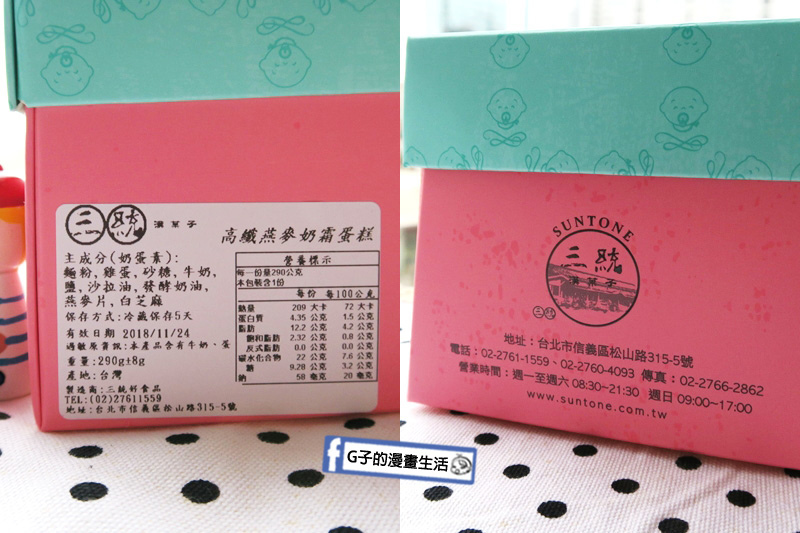 三統 漢菓子
高纖燕麥奶霜蛋糕
主成分(奶蛋素):
麵粉,雞蛋,砂糖,牛奶,
鹽,沙拉油,發酵奶油,
燕麥片,白芝麻
保存方式:冷藏保存5天
有效日期 2018/11/24
過敏原資訊:本產品含有牛奶、蛋
重量:290g±8g
產地:台灣
製造商:三統好食品
TEL:(02)27611559
地址:台北市信義區松山路315-5號
營養標示
每一份量290公克
本包裝含1份
每份 每100公克
熱量 209 大卡 72 大卡
蛋白質 4.35 公克 1.5 公克
脂肪 12.2 公克 4.2 公克
飽和脂肪 2.32 公克 0.8 公克
反式脂肪 0.0 公克 0.0 公克
碳水化合物 22 公克 7.6 公克
糖 9.28 公克 3.2 公克
鈉 58 毫克 20 毫克
SUNTONE
三統
漢菓子
三統
地址:台北市信義區松山路315-5號
電話:02-2761-1559、02-2760-4093 傳真:02-2766-2862
營業時間:週一至週六 08:30~21:30 週日 09:00~17:00
www.suntone.com.tw
f G子的漫畫生活